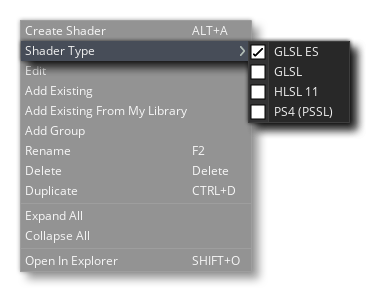 Create Shader ALT+A
Shader Type GLSL ES
Edit GLSL
Add Existing HLSL 11
Add Existing From My Library PS4 (PSSL)
Add Group
Rename F2
Delete Delete
Duplicate CTRL+D
Expand All
Collapse All
Open In Explorer SHIFT+O